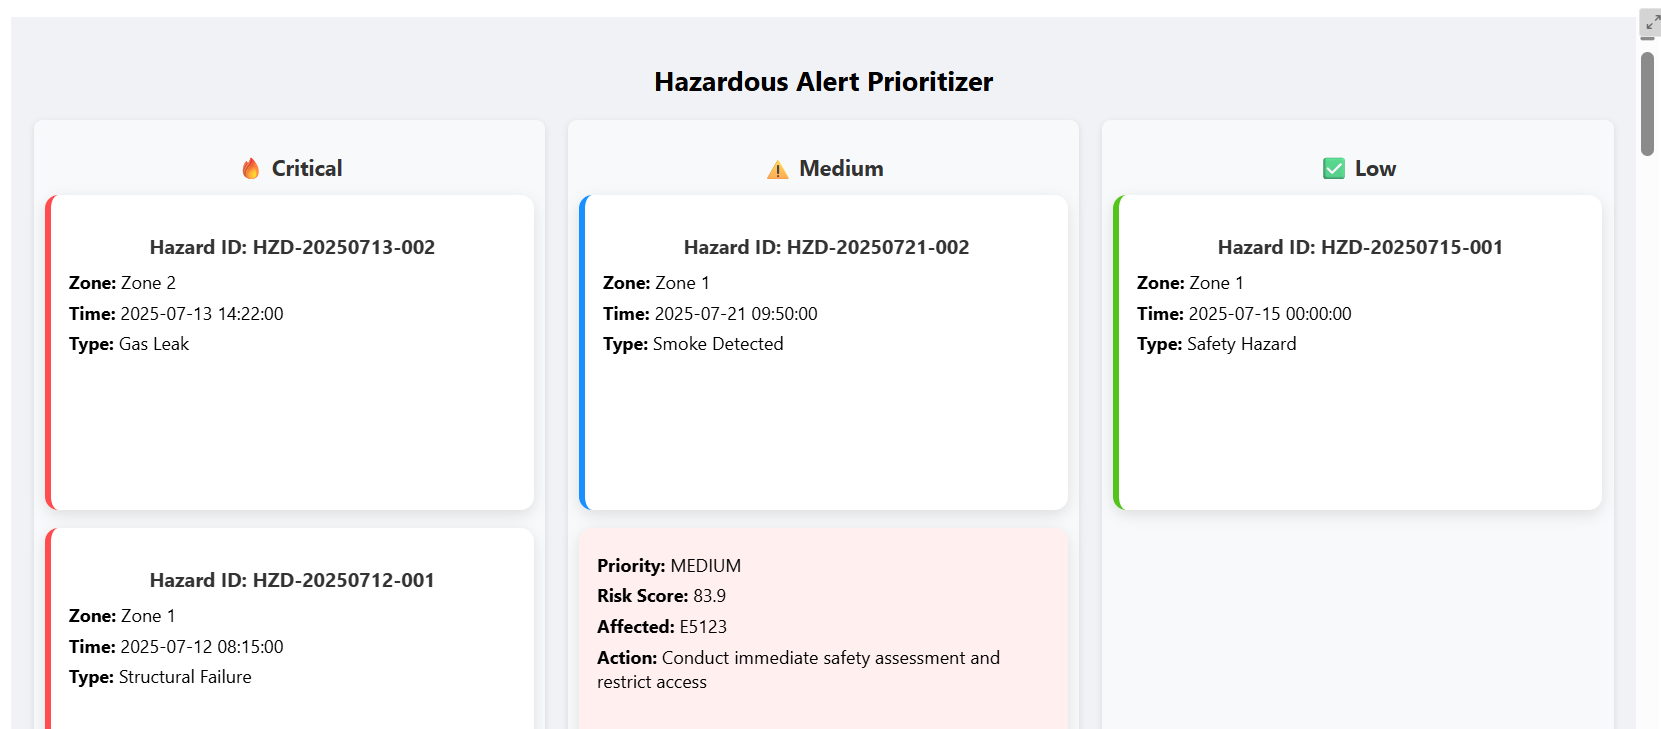 Hazardous Alert Prioritizer
Critical
Hazard ID: HZD-20250713-002
Zone: Zone 2
Time: 2025-07-13 14:22:00
Type: Gas Leak
Hazard ID: HZD-20250712-001
Zone: Zone 1
Time: 2025-07-12 08:15:00
Type: Structural Failure
Medium
Hazard ID: HZD-20250721-002
Zone: Zone 1
Time: 2025-07-21 09:50:00
Type: Smoke Detected
Priority: MEDIUM
Risk Score: 83.9
Affected: E5123
Action: Conduct immediate safety assessment and
restrict access
Low
Hazard ID: HZD-20250715-001
Zone: Zone 1
Time: 2025-07-15 00:00:00
Type: Safety Hazard